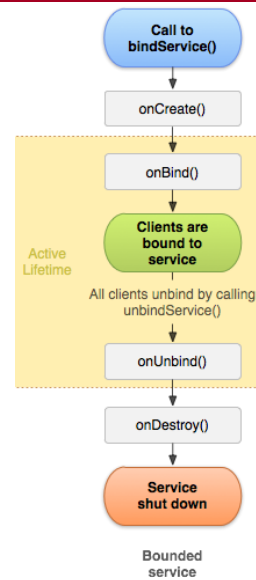 Call to
bindService()
onCreate()
onBind()
Clients are
bound to
service
Active
Lifetime
All clients unbind by calling
unbindService()
onUnbind()
onDestroy()
Service
shut down
Bounded
service